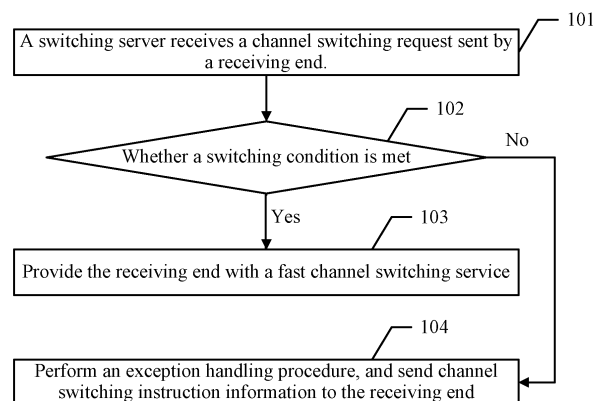 101
A switching server receives a channel switching request sent by
a receiving end.
102
Whether a switching condition is met
No
Yes
103
Provide the receiving end with a fast channel switching service
104
Perform an exception handling procedure, and send channel
switching instruction information to the receiving end